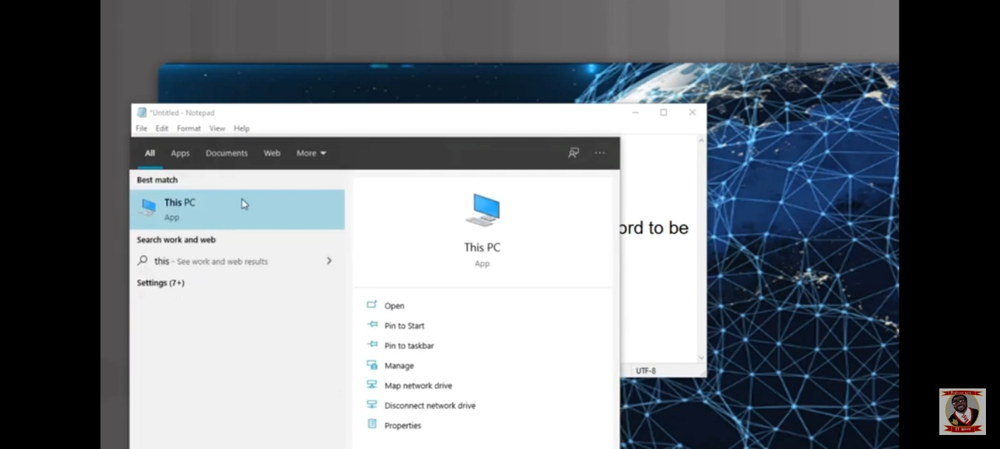 *Untitled - Notepad
File Edit Format View Help
All Apps Documents Web More
Best match
This PC
App
Search work and web
this - See work and web results
Settings (7+)
This PC
App
Open
Pin to Start
Pin to taskbar
Manage
Map network drive
Disconnect network drive
Properties
ord to be
UTF-8